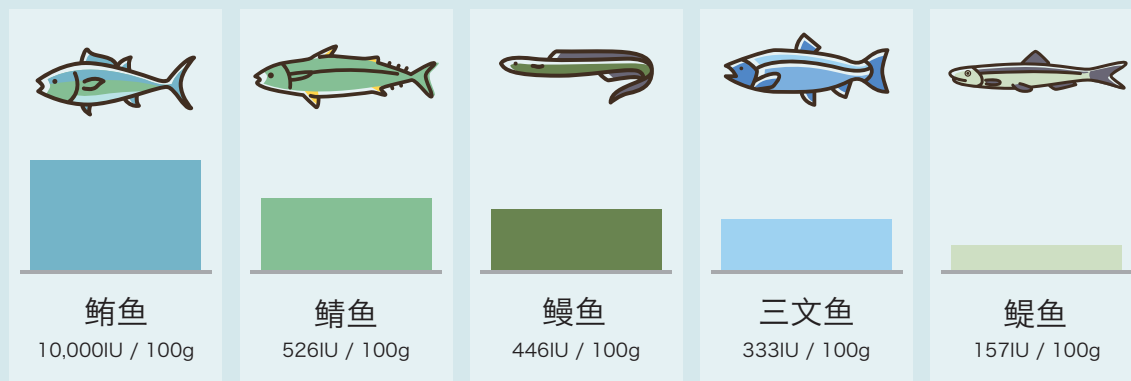 鲔鱼
10,000IU / 100g
鲭鱼
526IU / 100g
鳗鱼
446IU / 100g
三文鱼
333IU / 100g
鳀鱼
157IU / 100g